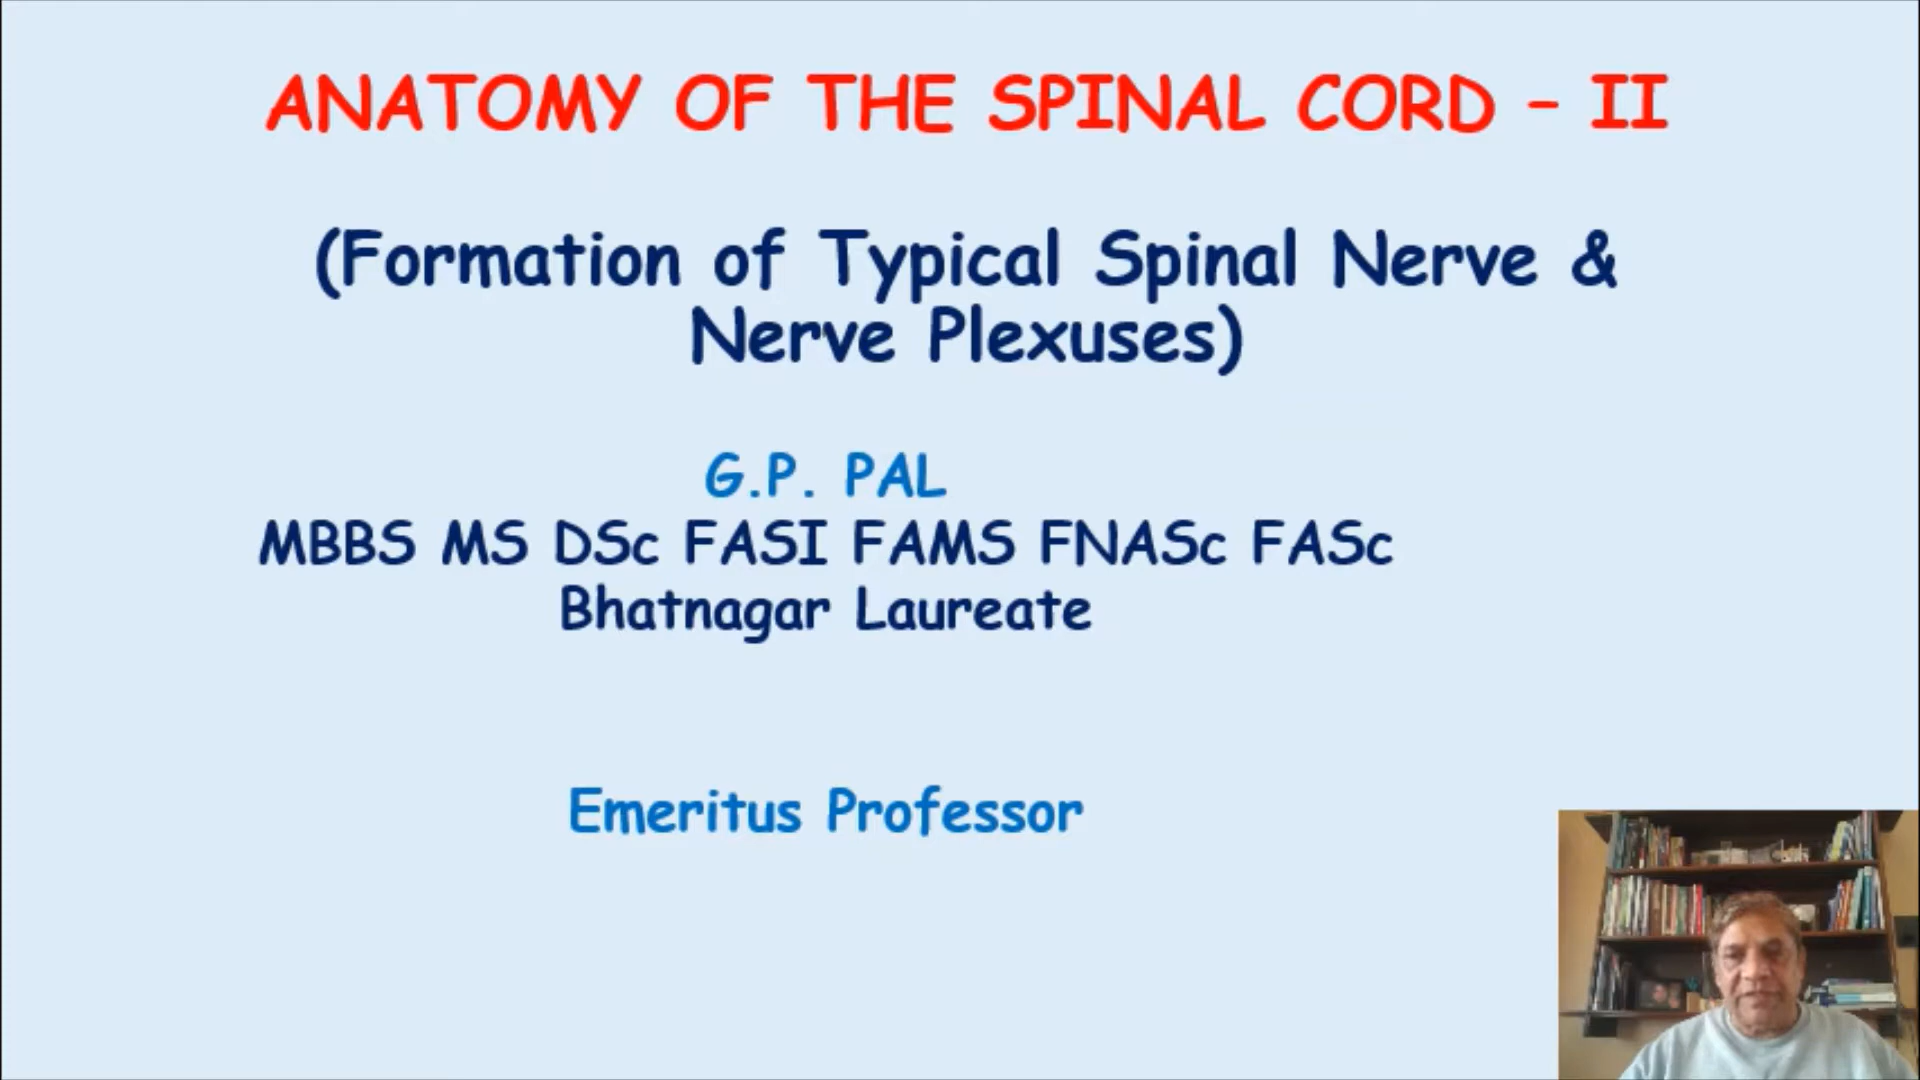 ANATOMY OF THE SPINAL CORD – II
(Formation of Typical Spinal Nerve &
Nerve Plexuses)
G.P. PAL
MBBS MS DSc FASI FAMS FNASc FASc
Bhatnagar Laureate
Emeritus Professor